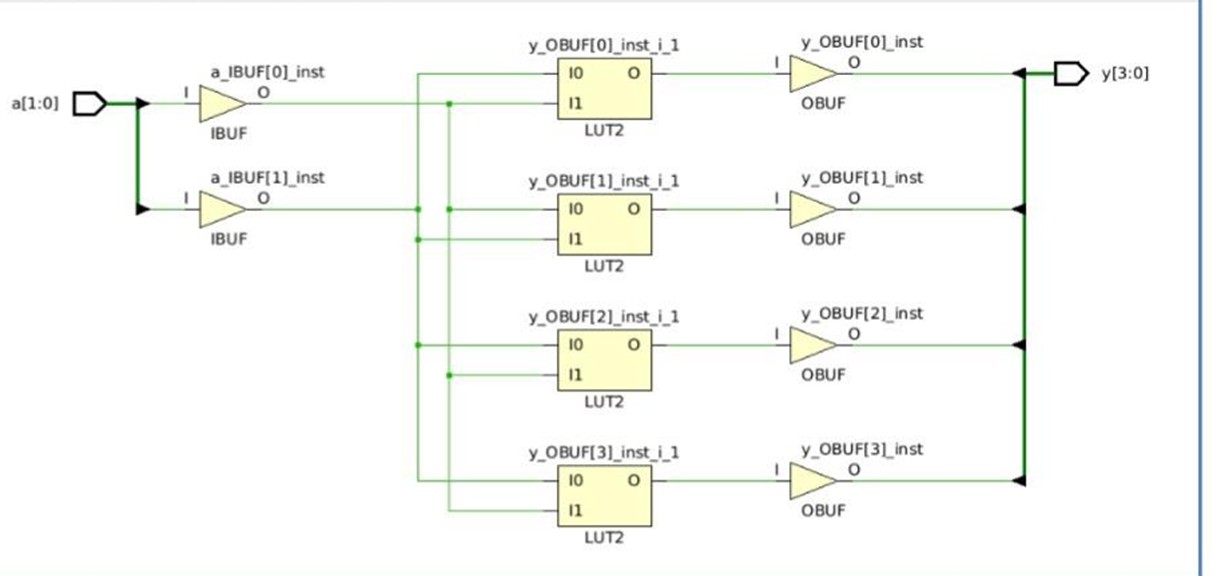 a[1:0]
a_IBUF[0]_inst
I
O
IBUF
a_IBUF[1]_inst
I
O
IBUF
y_OBUF[0]_inst_i_1
I0
O
I1
LUT2
y_OBUF[0]_inst
I
O
OBUF
y[3:0]
y_OBUF[1]_inst_i_1
I0
O
I1
LUT2
y_OBUF[1]_inst
I
O
OBUF
y_OBUF[2]_inst_i_1
I0
O
I1
LUT2
y_OBUF[2]_inst
I
O
OBUF
y_OBUF[3]_inst_i_1
I0
O
I1
LUT2
y_OBUF[3]_inst
I
O
OBUF